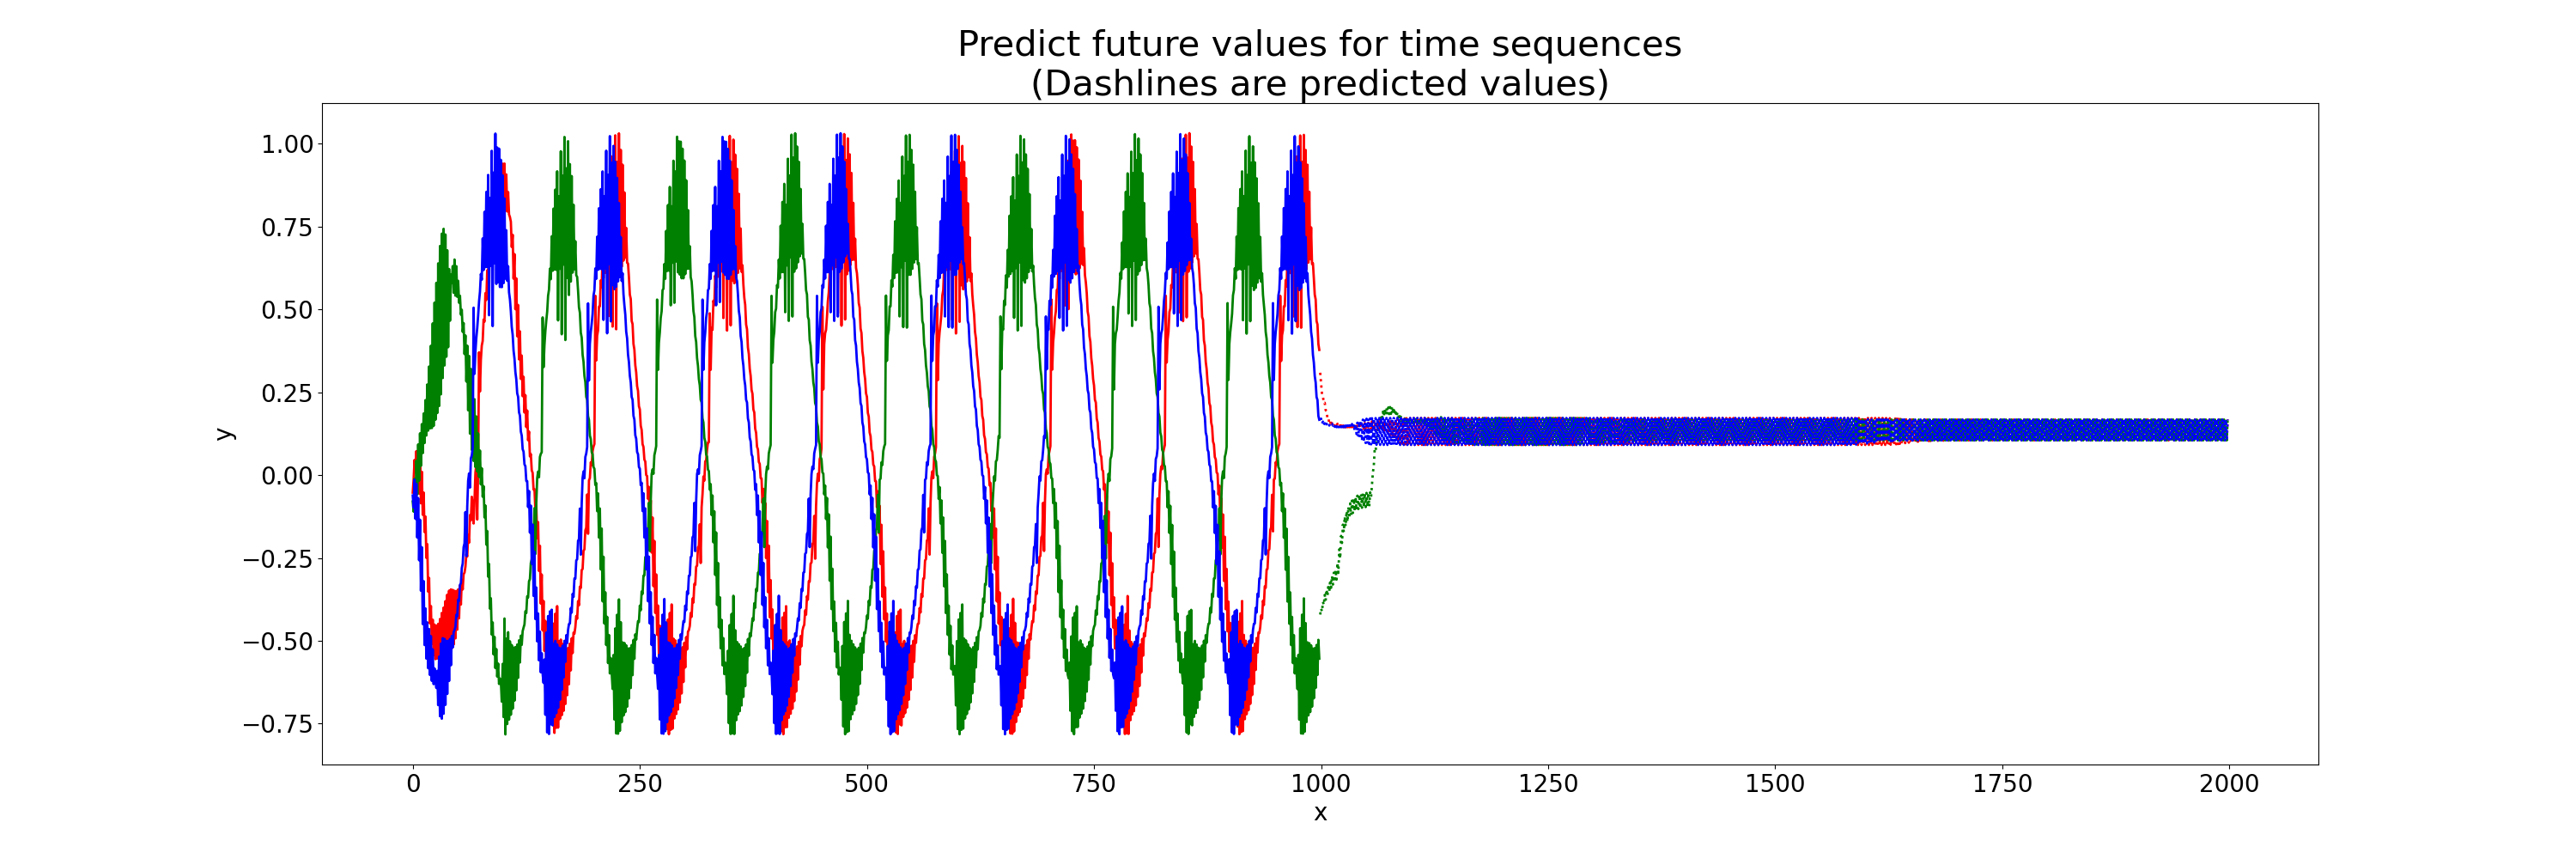 Predict future values for time sequences
(Dashlines are predicted values)
1.00
0.75
0.50
0.25
0.00
−0.25
−0.50
−0.75
y
0 250 500 750 1000 1250 1500 1750 2000
x